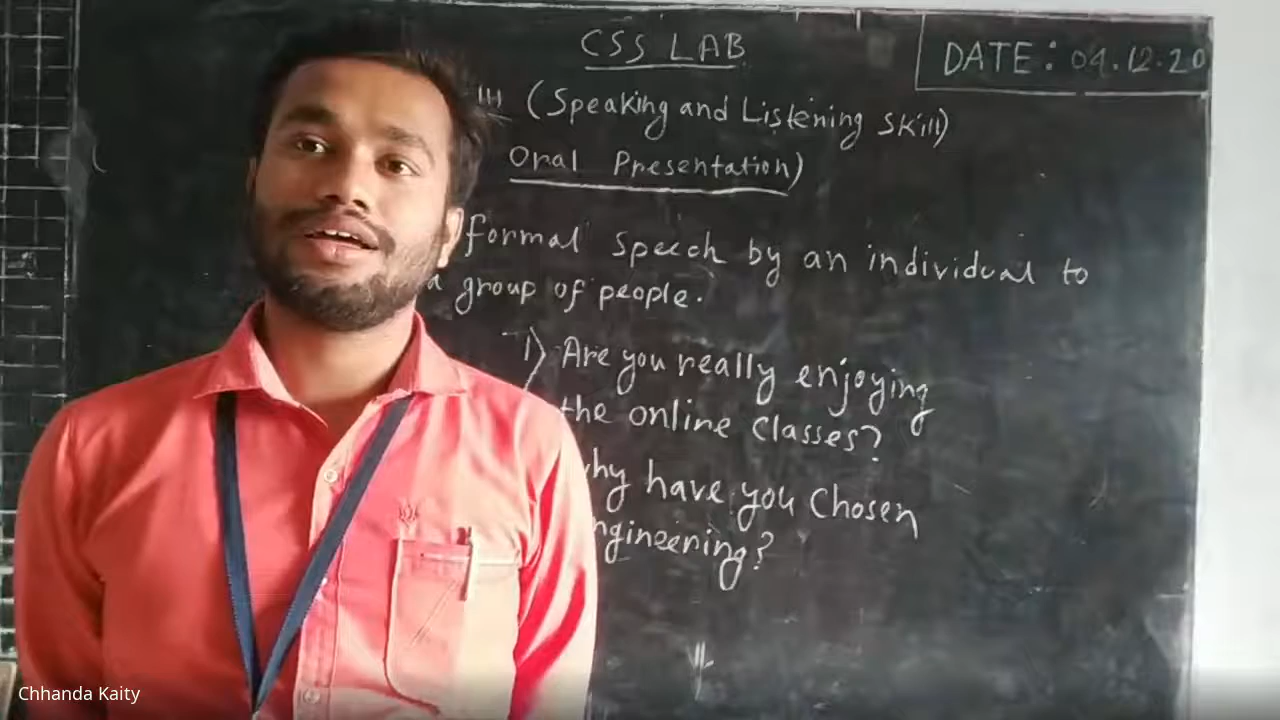 CSS LAB
DATE: 04.12.20
(Speaking and Listening Skill)
Oral Presentation)
formal speech by an individual to
a group of people.
1) Are you really enjoying
the online classes?
hy have you Chosen
ngineering?
Chhanda Kaity